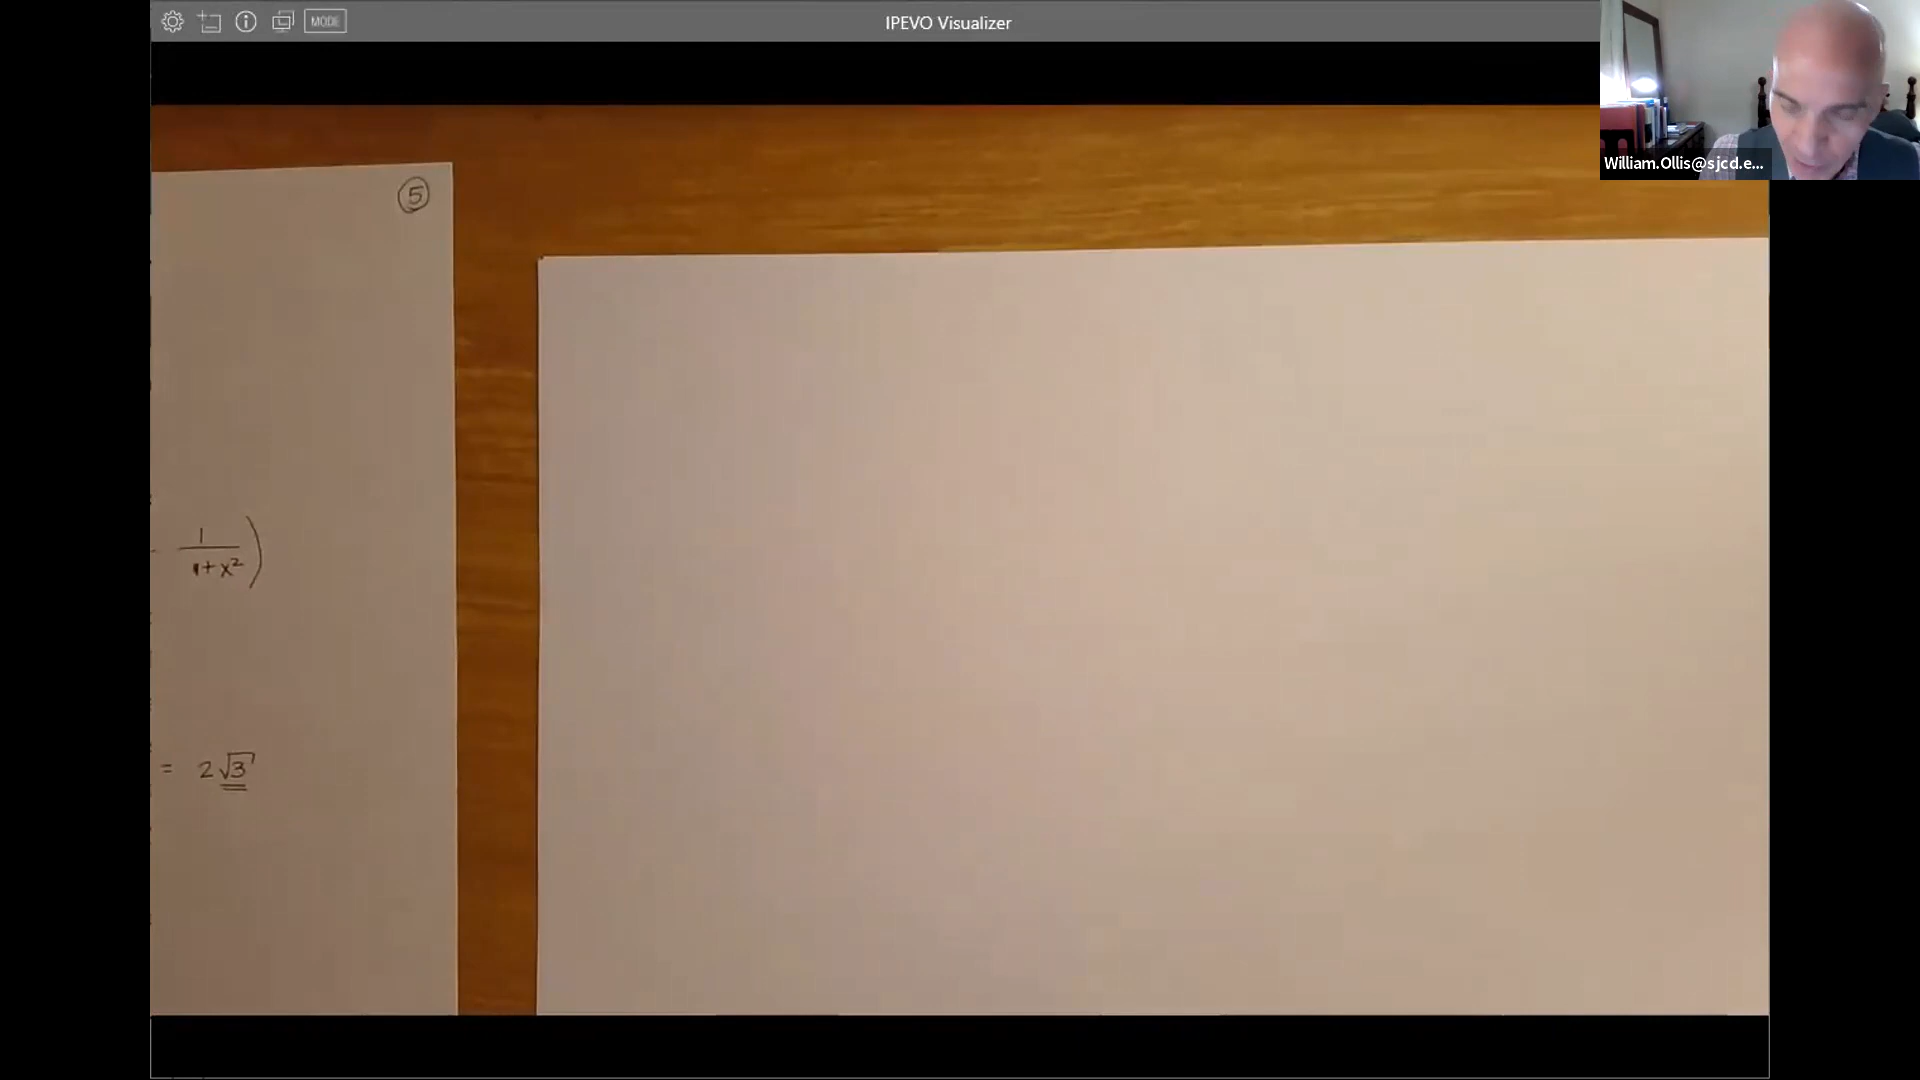 MODE
IPEVO Visualizer
William.Ollis@sjcd.e...
5
1
1+x²)
= 2√3